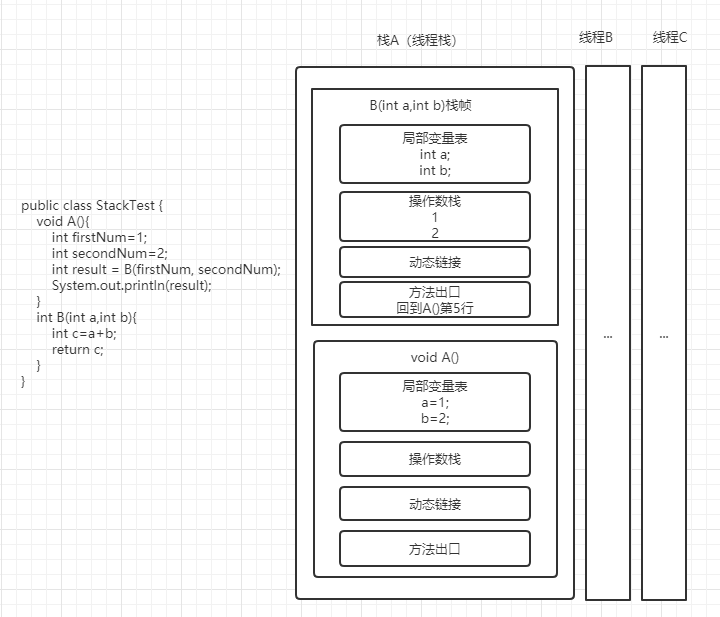 public class StackTest {
void A(){
int firstNum=1;
int secondNum=2;
int result = B(firstNum, secondNum);
System.out.println(result);
}
int B(int a,int b){
int c=a+b;
return c;
}
}
栈A（线程栈）
B(int a,int b)栈帧
局部变量表
int a;
int b;
操作数栈
1
2
动态链接
方法出口
回到A()第5行
void A()
局部变量表
a=1;
b=2;
操作数栈
动态链接
方法出口
线程B
...
线程C
...